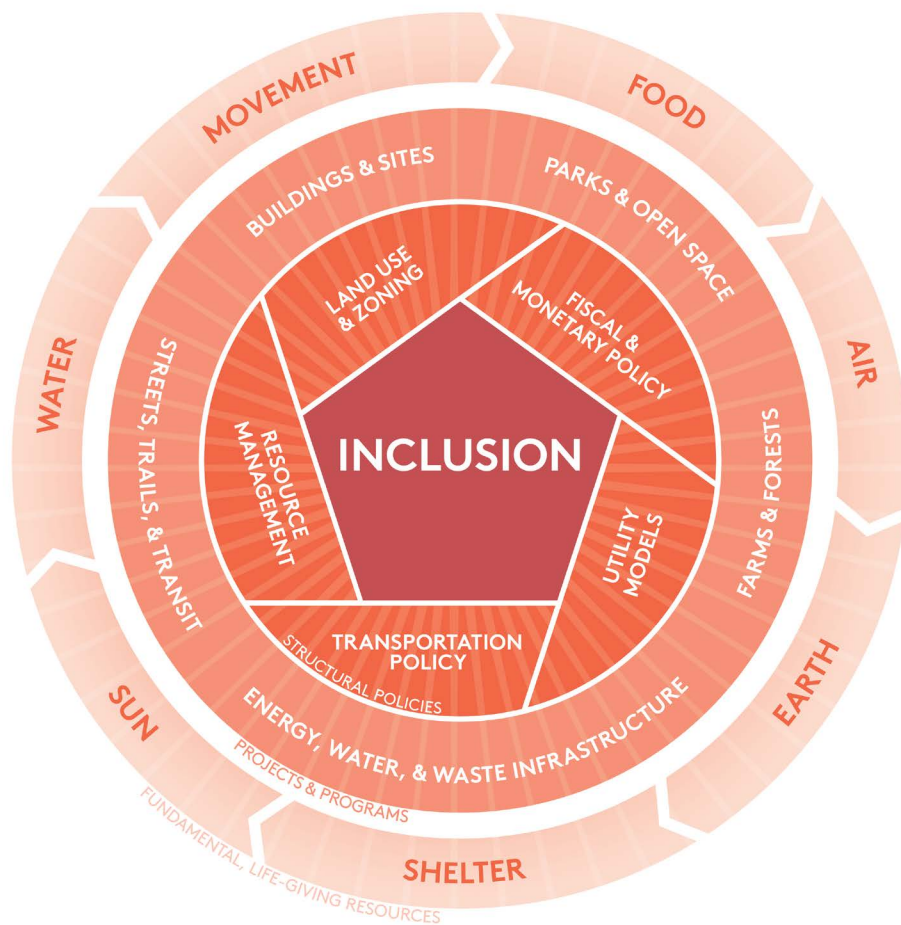 MOVEMENT
FOOD
AIR
EARTH
SHELTER
SUN
WATER
BUILDINGS & SITES
PARKS & OPEN SPACE
FARMS & FORESTS
ENERGY, WATER, & WASTE INFRASTRUCTURE
STREETS, TRAILS, & TRANSIT
LAND USE
& ZONING
FISCAL &
MONETARY POLICY
UTILITY
MODELS
TRANSPORTATION
POLICY
RESOURCE
MANAGEMENT
INCLUSION
STRUCTURAL POLICIES
PROJECTS & PROGRAMS
FUNDAMENTAL, LIFE-GIVING RESOURCES